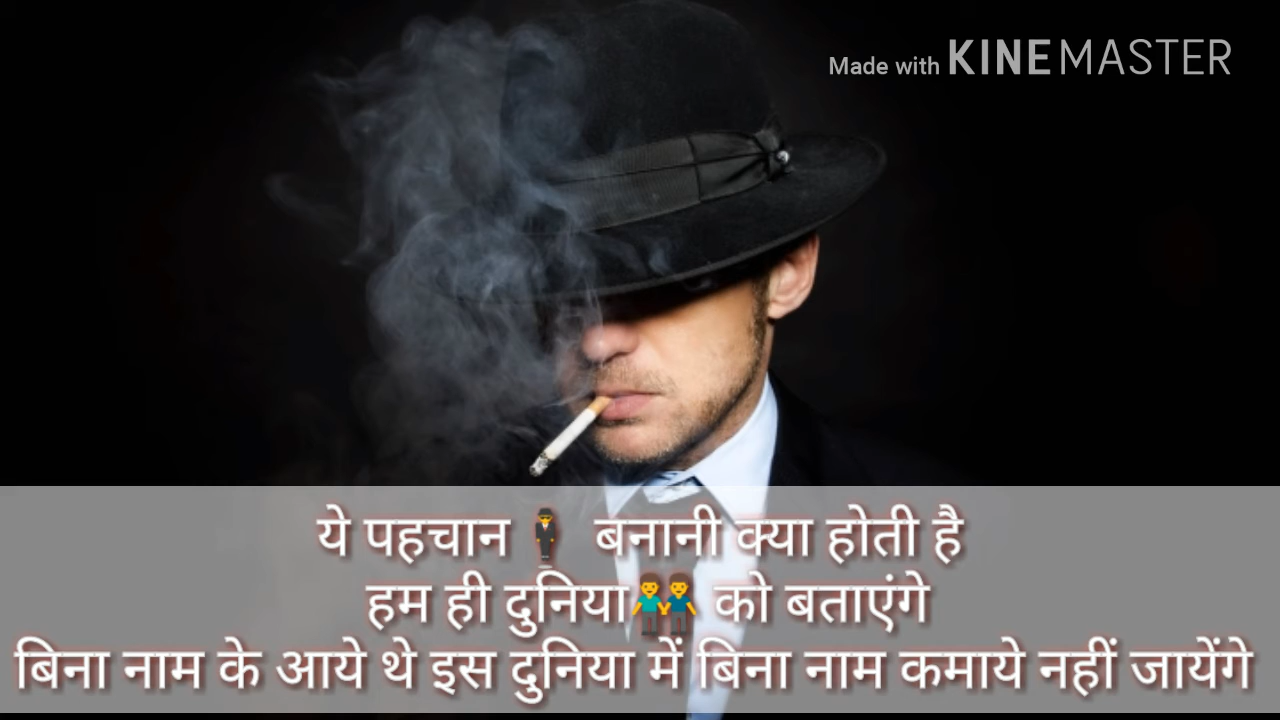 Made with KINEMASTER
ये पहचान🕴 बनानी क्या होती है
हम ही दुनिया👬 को बताएंगे
बिना नाम के आये थे इस दुनिया में बिना नाम कमाये नहीं जायेंगे